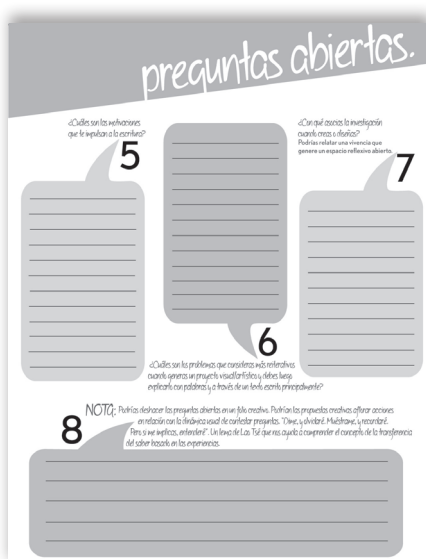 preguntas abiertas.
¿Cuáles son las motivaciones
que te impulsan a la escritura?
5
¿Con qué asocias la investigación
cuando creas o diseñas?
Podrías relatar una vivencia que
genere un espacio reflexivo abierto.
7
6
¿Cuáles son los problemas que consideras más reiterativos
cuando generas un proyecto visual/artístico y debes luego
explicarlo con palabras y a través de un texto escrito principalmente?
8
NOTA: Podrías deshacer las preguntas abiertas en un folio creativo. Podrían las propuestas creativas aflorar acciones
en relación con la dinámica usual de contestar preguntas. "Dime, y olvidaré. Muéstrame, y recordaré.
Pero si me implicas, entenderé". Un lema de Lao Tsé que nos ayuda a comprender el concepto de la transferencia
del saber basado en las experiencias.